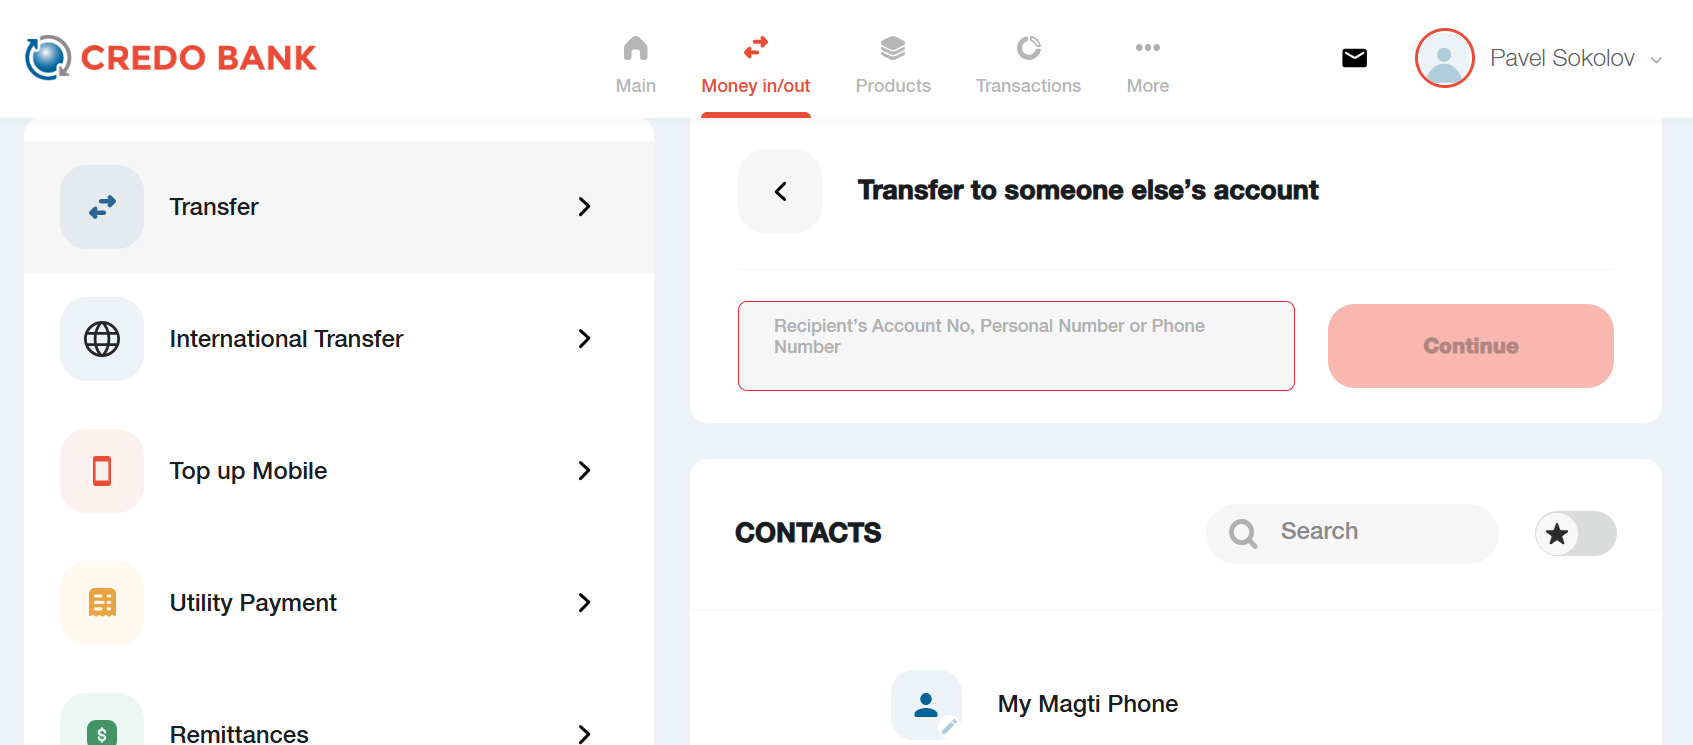 CREDO BANK
Main
Money in/out
Products
Transactions
More
Pavel Sokolov
Transfer
International Transfer
Top up Mobile
Utility Payment
Remittances
Transfer to someone else’s account
Recipient’s Account No, Personal Number or Phone
Number
Continue
CONTACTS
Search
My Magti Phone